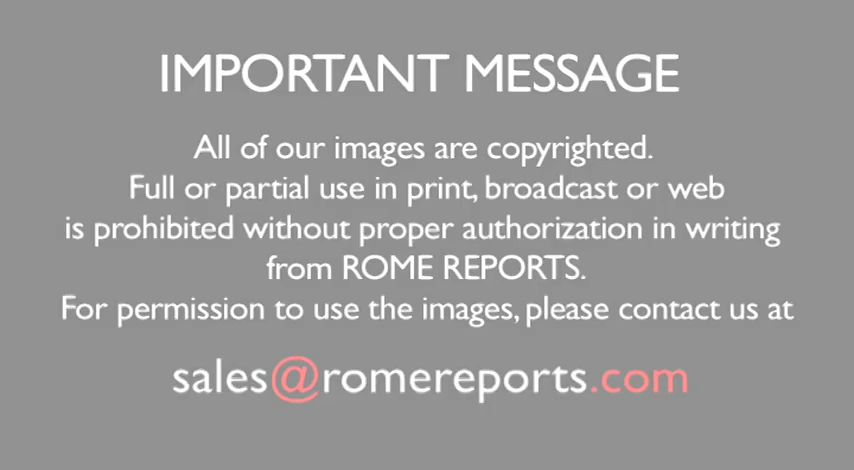 IMPORTANT MESSAGE
All of our images are copyrighted.
Full or partial use in print, broadcast or web
is prohibited without proper authorization in writing
from ROME REPORTS.
For permission to use the images, please contact us at
sales@romereports.com